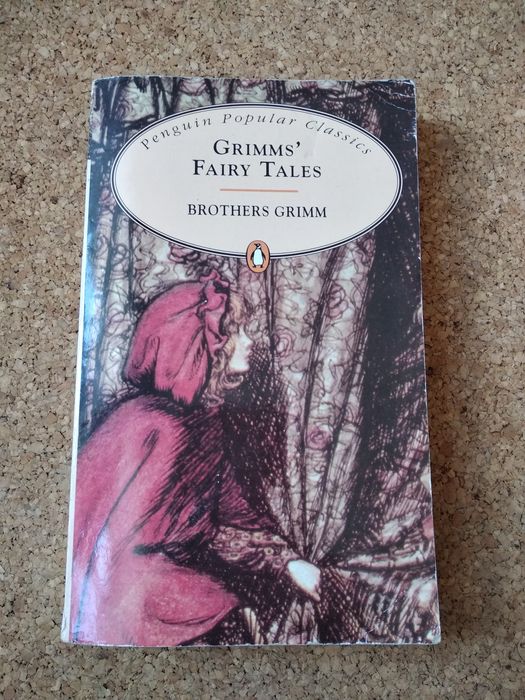 Penguin Popular Classics
GRIMMS'
FAIRY TALES
BROTHERS GRIMM